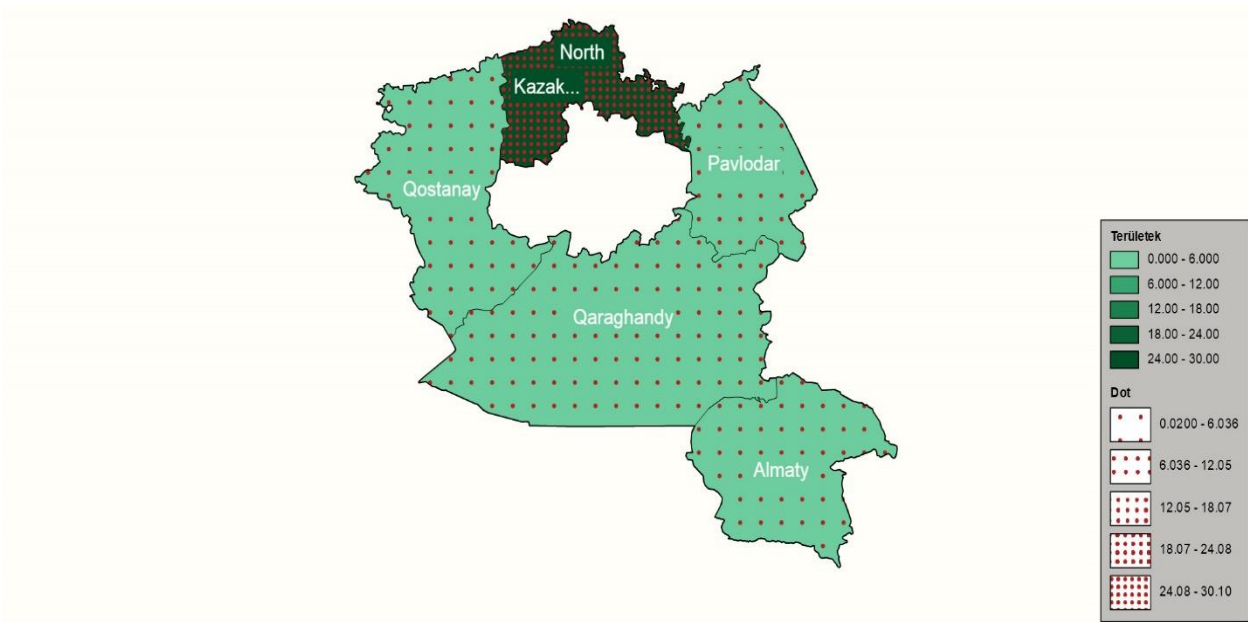 North
Kazak...
Pavlodar
Qostanay
Qaraghandy
Almaty
Területek
0.000 - 6.000
6.000 - 12.00
12.00 - 18.00
18.00 - 24.00
24.00 - 30.00
Dot
0.0200 - 6.036
6.036 - 12.05
12.05 - 18.07
18.07 - 24.08
24.08 - 30.10